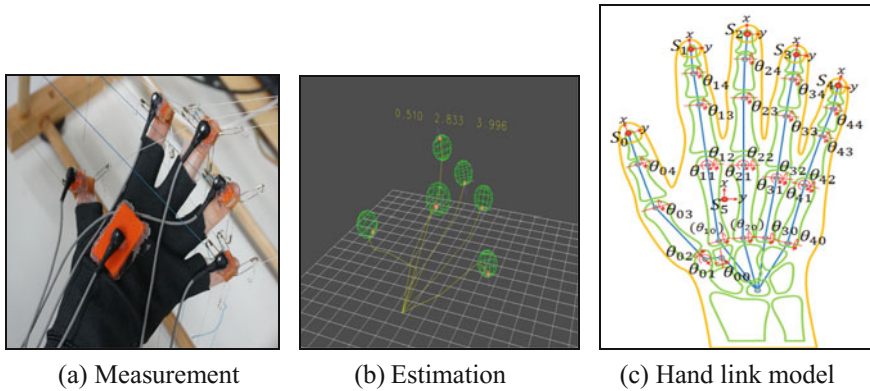 0.510 2.833 3.996
x
S₂
y
x
S₁
y
x
S₃
y
x
S₄
y
x
S₀
y
θ₂₄
θ₁₄
θ₃₄
θ₁₃
θ₂₃
θ₃₃
θ₄₄
θ₄₃
θ₀₄
θ₁₂
θ₁₁
θ₂₂
θ₂₁
θ₃₂
θ₃₁
θ₄₂
θ₄₁
x
S₅
y
θ₀₃
(θ₁₀)
(θ₂₀)
θ₃₀
θ₄₀
θ₀₂
θ₀₁
θ₀₀
(a) Measurement
(b) Estimation
(c) Hand link model